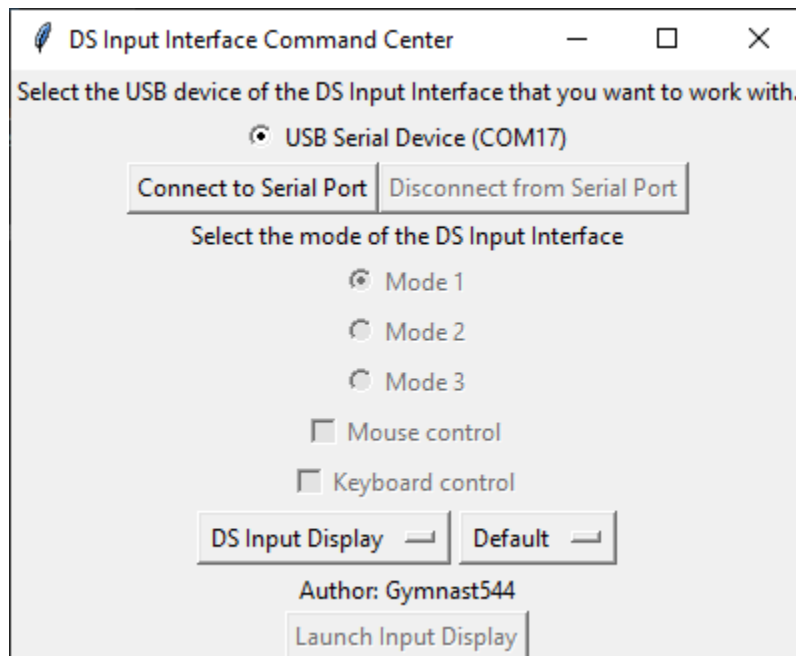 DS Input Interface Command Center
Select the USB device of the DS Input Interface that you want to work with.
USB Serial Device (COM17)
Connect to Serial Port Disconnect from Serial Port
Select the mode of the DS Input Interface
Mode 1
Mode 2
Mode 3
Mouse control
Keyboard control
DS Input Display Default
Author: Gymnast544
Launch Input Display